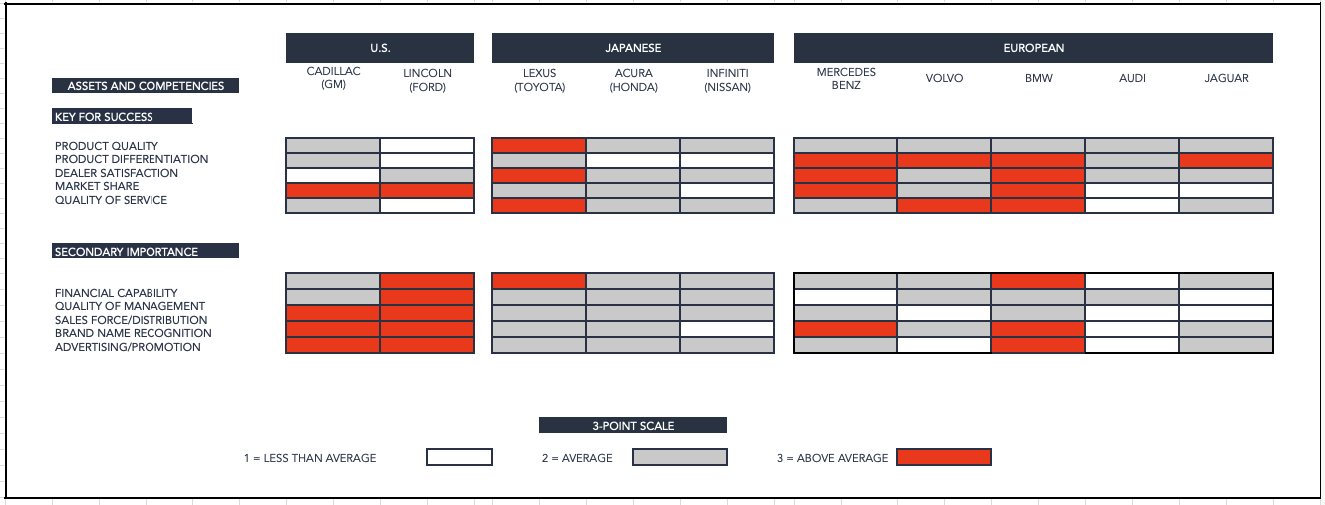 U.S.
JAPANESE
EUROPEAN
CADILLAC
(GM)
LINCOLN
(FORD)
LEXUS
(TOYOTA)
ACURA
(HONDA)
INFINITI
(NISSAN)
MERCEDES
BENZ
VOLVO
BMW
AUDI
JAGUAR
ASSETS AND COMPETENCIES
KEY FOR SUCCESS
PRODUCT QUALITY
PRODUCT DIFFERENTIATION
DEALER SATISFACTION
MARKET SHARE
QUALITY OF SERVICE
SECONDARY IMPORTANCE
FINANCIAL CAPABILITY
QUALITY OF MANAGEMENT
SALES FORCE/DISTRIBUTION
BRAND NAME RECOGNITION
ADVERTISING/PROMOTION
3-POINT SCALE
1 = LESS THAN AVERAGE
2 = AVERAGE
3 = ABOVE AVERAGE